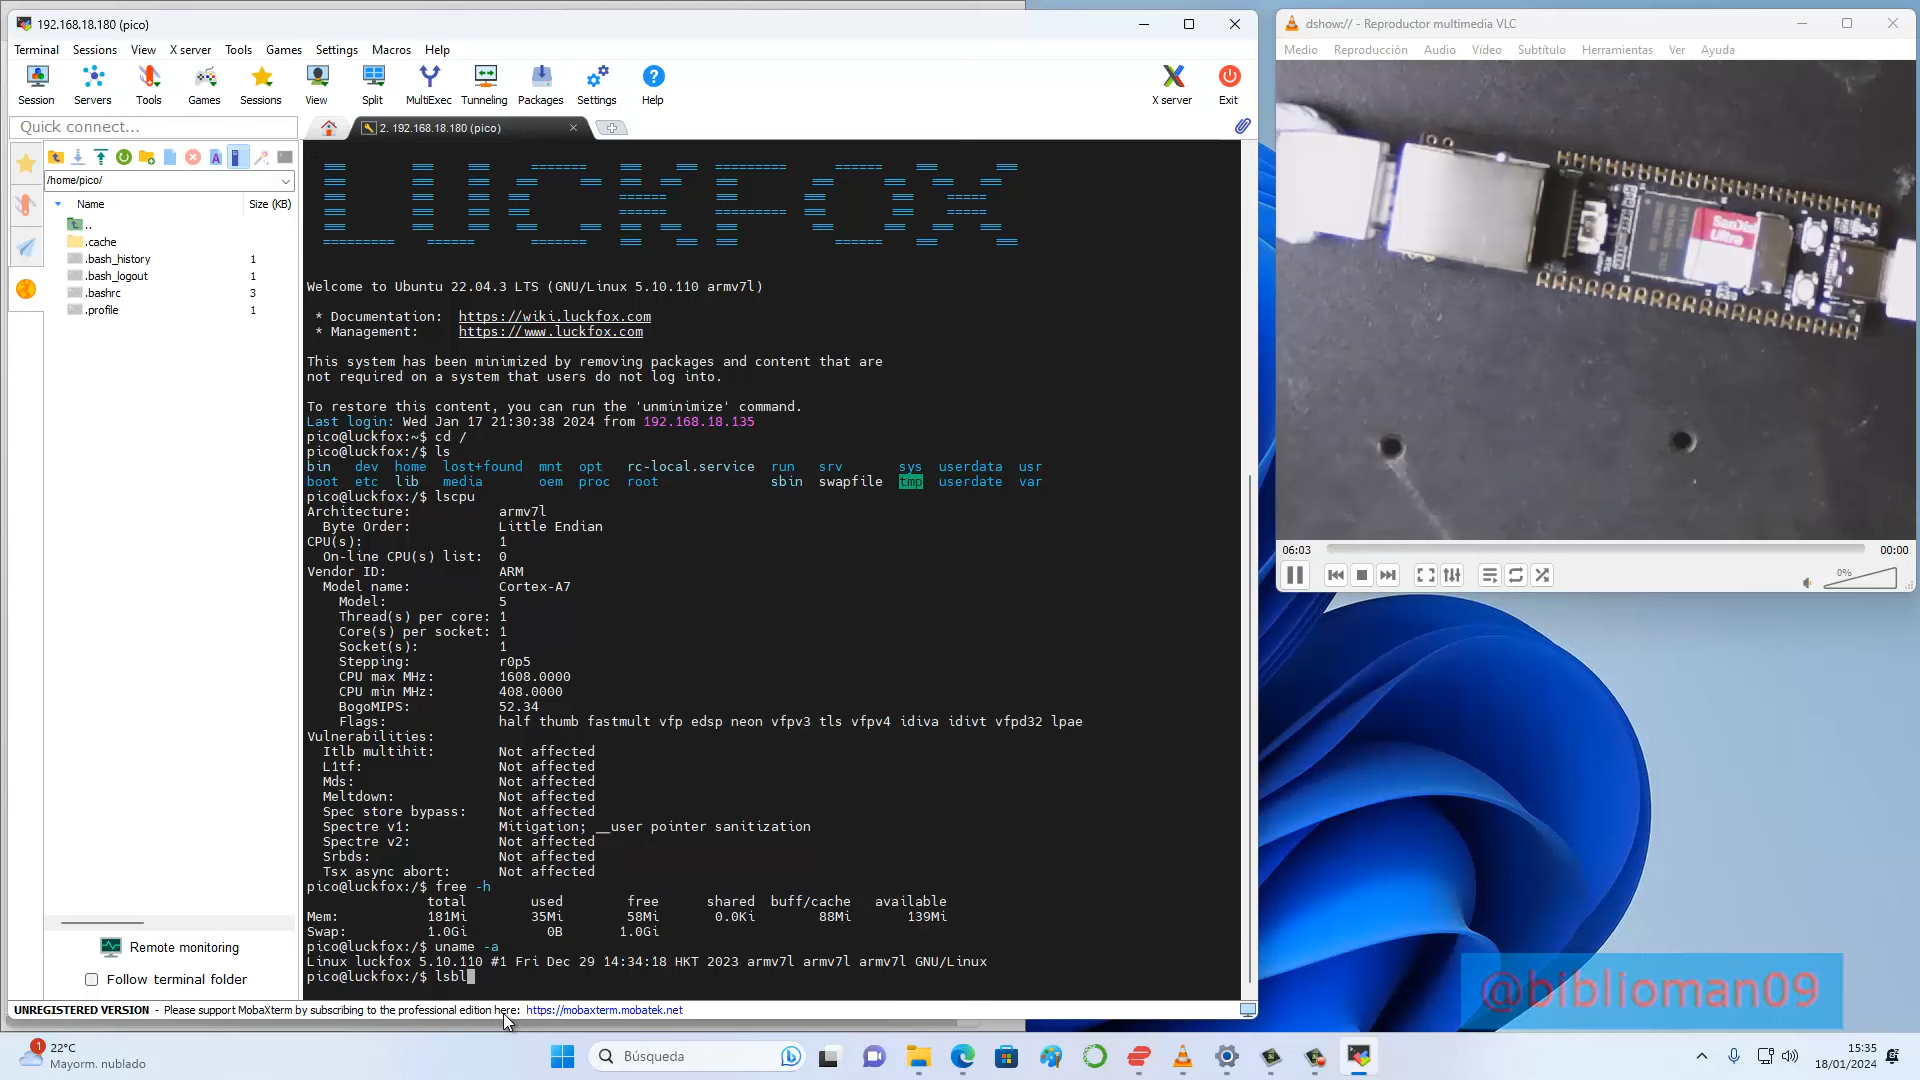 192.168.18.180 (pico)
Terminal Sessions View X server Tools Games Settings Macros Help
Session Servers Tools Games Sessions View Split MultiExec Tunneling Packages Settings Help X server Exit
Quick connect...
2. 192.168.18.180 (pico)
/home/pico/
Name Size (KB)
..
.cache
.bash_history 1
.bash_logout 1
.bashrc 3
.profile 1
Remote monitoring
Follow terminal folder
LUCKFOX
Welcome to Ubuntu 22.04.3 LTS (GNU/Linux 5.10.110 armv7l)
* Documentation: https://wiki.luckfox.com
* Management: https://www.luckfox.com
This system has been minimized by removing packages and content that are
not required on a system that users do not log into.
To restore this content, you can run the 'unminimize' command.
Last login: Wed Jan 17 21:30:38 2024 from 192.168.18.135
pico@luckfox:~$ cd /
pico@luckfox:/$ ls
bin dev home lost+found mnt opt rc-local.service run srv sys userdata usr
boot etc lib media oem proc root sbin swapfile tmp userdate var
pico@luckfox:/$ lscpu
Architecture: armv7l
Byte Order: Little Endian
CPU(s): 1
On-line CPU(s) list: 0
Vendor ID: ARM
Model name: Cortex-A7
Model: 5
Thread(s) per core: 1
Core(s) per socket: 1
Socket(s): 1
Stepping: r0p5
CPU max MHz: 1608.0000
CPU min MHz: 408.0000
BogoMIPS: 52.34
Flags: half thumb fastmult vfp edsp neon vfpv3 tls vfpv4 idiva idivt vfpd32 lpae
Vulnerabilities:
Itlb multihit: Not affected
L1tf: Not affected
Mds: Not affected
Meltdown: Not affected
Spec store bypass: Not affected
Spectre v1: Mitigation; __user pointer sanitization
Spectre v2: Not affected
Srbds: Not affected
Tsx async abort: Not affected
pico@luckfox:/$ free -h
total used free shared buff/cache available
Mem: 181Mi 35Mi 58Mi 0.0Ki 88Mi 139Mi
Swap: 1.0Gi 0B 1.0Gi
pico@luckfox:/$ uname -a
Linux luckfox 5.10.110 #1 Fri Dec 29 14:34:18 HKT 2023 armv7l armv7l armv7l GNU/Linux
pico@luckfox:/$ lsbl
UNREGISTERED VERSION - Please support MobaXterm by subscribing to the professional edition here: https://mobaxterm.mobatek.net
dshow:// - Reproductor multimedia VLC
Medio Reproducción Audio Vídeo Subtítulo Herramientas Ver Ayuda
SanDisk
Ultra
06:03 00:00
0%
@biblioman09
1
22°C
Mayorm. nublado
Búsqueda
15:35
18/01/2024